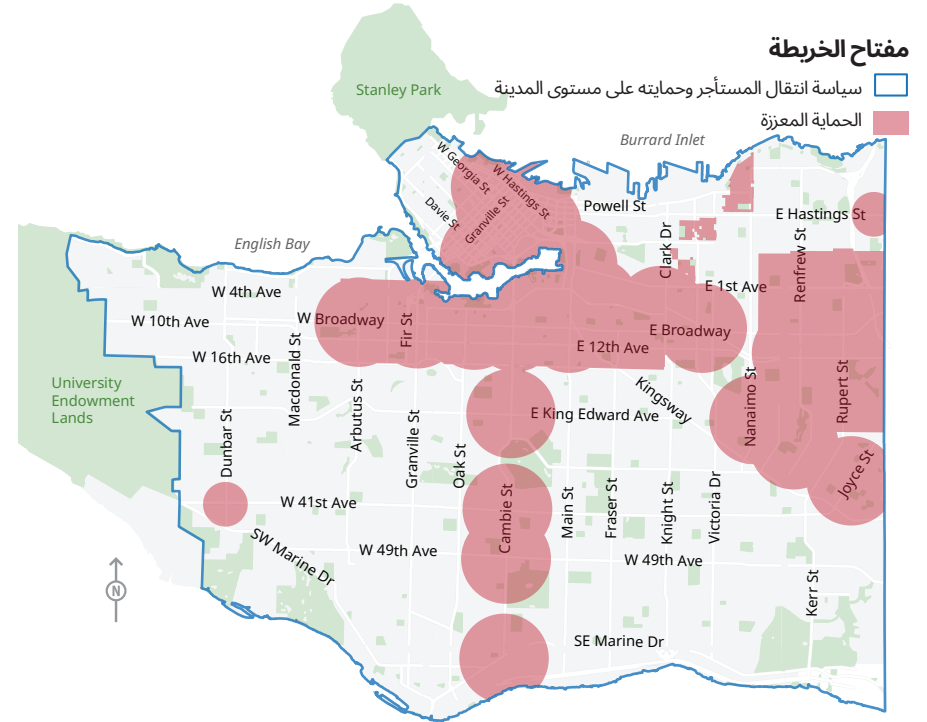 مفتاح الخريطة
سياسة انتقال المستأجر وحمايته على مستوى المدينة
الحماية المعززة
Stanley Park
Burrard Inlet
W Georgia St
W Hastings St
Davie St
Granville St
Powell St
E Hastings St
Clark Dr
Renfrew St
English Bay
E 1st Ave
W 4th Ave
W 10th Ave
W Broadway
Fir St
E Broadway
E 12th Ave
W 16th Ave
Macdonald St
University
Endowment
Lands
Arbutus St
Kingsway
Nanaimo St
Rupert St
E King Edward Ave
Dunbar St
Granville St
Oak St
Joyce St
W 41st Ave
Cambie St
Main St
Fraser St
Knight St
Victoria Dr
SW Marine Dr
W 49th Ave
W 49th Ave
Kerr St
N
SE Marine Dr